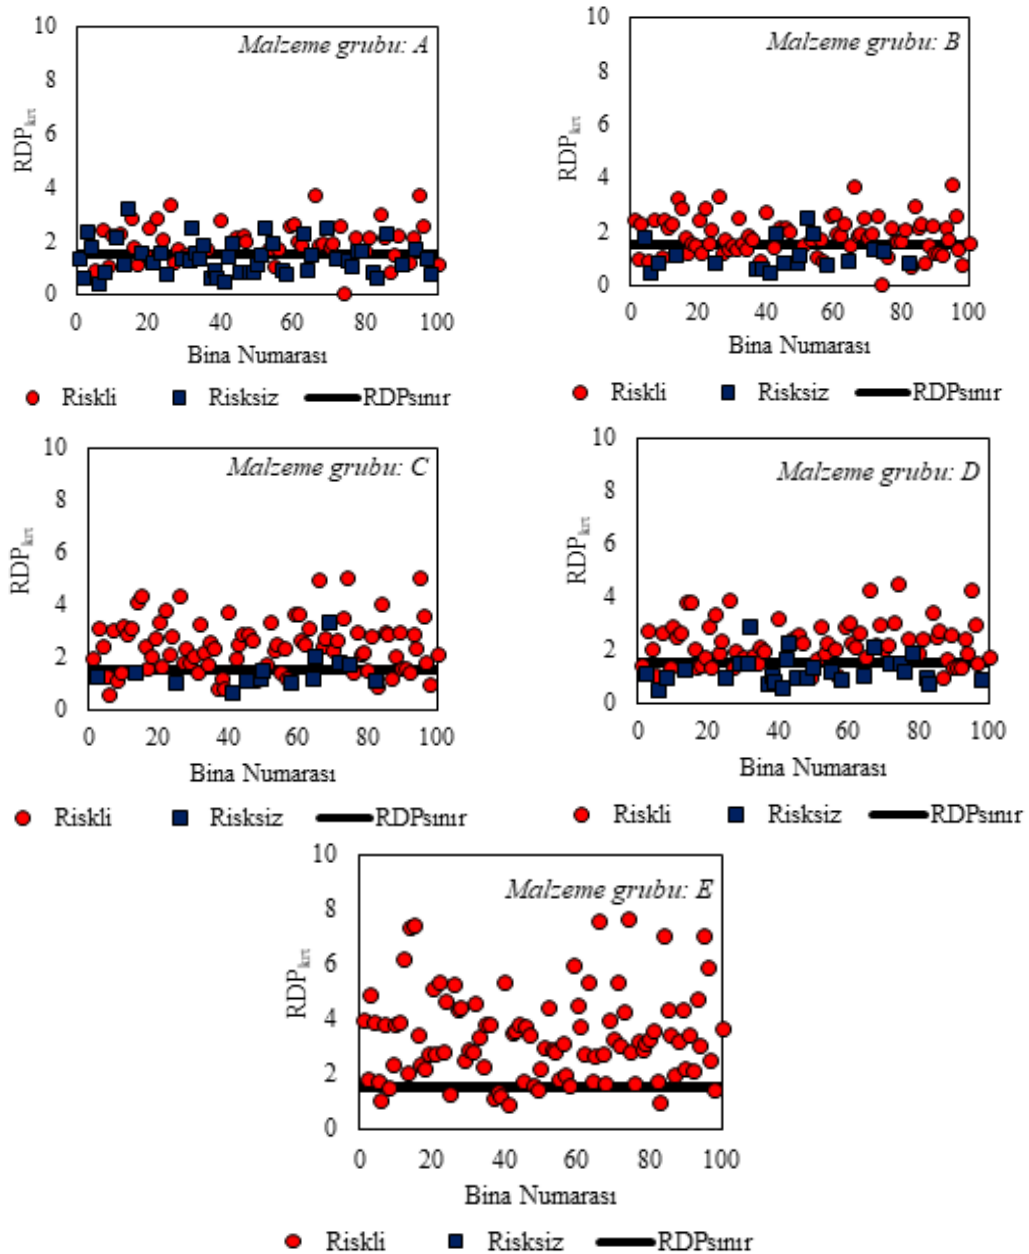 Malzeme grubu: A
10
8
6
4
2
0
RDPkrt
0 20 40 60 80 100
Bina Numarası
Riskli Risksiz RDPsınır
Malzeme grubu: B
10
8
6
4
2
0
RDPkrt
0 20 40 60 80 100
Bina Numarası
Riskli Risksiz RDPsınır
Malzeme grubu: C
10
8
6
4
2
0
RDPkrt
0 20 40 60 80 100
Bina Numarası
Riskli Risksiz RDPsınır
Malzeme grubu: D
10
8
6
4
2
0
RDPkrt
0 20 40 60 80 100
Bina Numarası
Riskli Risksiz RDPsınır
Malzeme grubu: E
10
8
6
4
2
0
RDPkrt
0 20 40 60 80 100
Bina Numarası
Riskli Risksiz RDPsınır